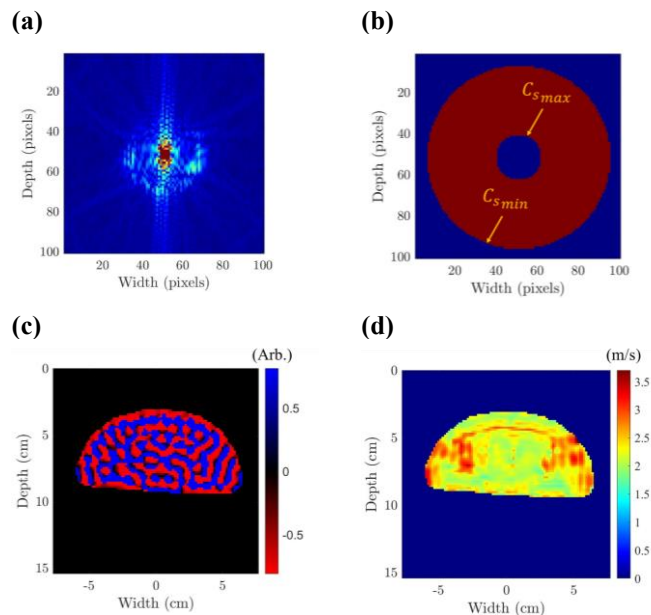 (a)
(b)
Depth (pixels)
20
40
60
80
100
20 40 60 80 100
Width (pixels)
Depth (pixels)
20
40
60
80
100
C_{s_{max}}
C_{s_{min}}
20 40 60 80 100
Width (pixels)
(c)
(d)
(Arb.)
Depth (cm)
0
5
10
15
-5 0 5
Width (cm)
0.5
0
-0.5
(m/s)
Depth (cm)
0
5
10
15
-5 0 5
Width (cm)
3.5
3
2.5
2
1.5
1
0.5
0